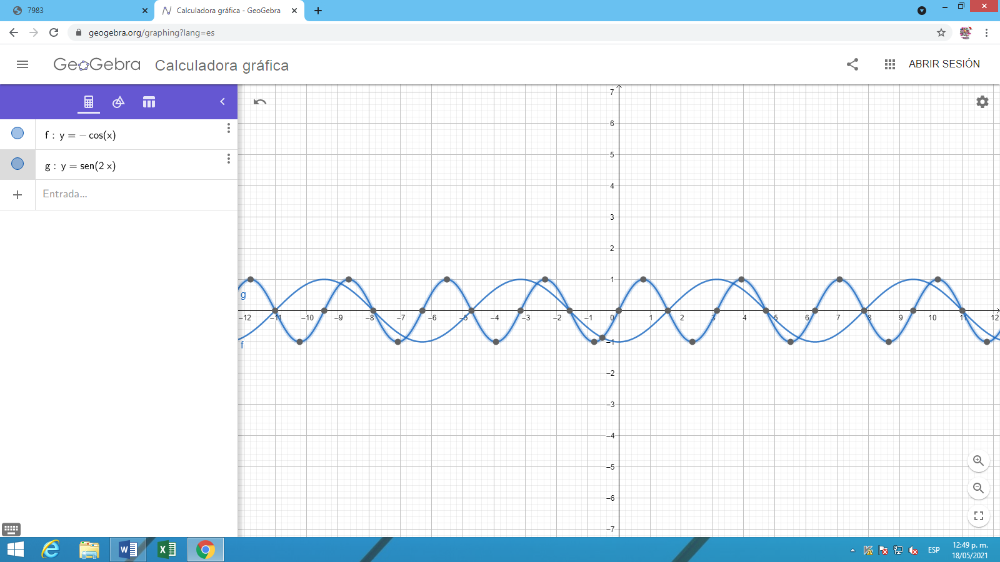 7983
Calculadora gráfica - GeoGebra
geogebra.org/graphing?lang=es
GeoGebra Calculadora gráfica
ABRIR SESIÓN
f : y = − cos(x)
g : y = sen(2 x)
Entrada...
7
6
5
4
3
2
1
g
−12 −11 −10 −9 −8 −7 −6 −5 −4 −3 −2 −1 0 1 2 3 4 5 6 7 8 9 10 11 12
f
−1
−2
−3
−4
−5
−6
−7
ESP
12:49 p. m.
18/05/2021